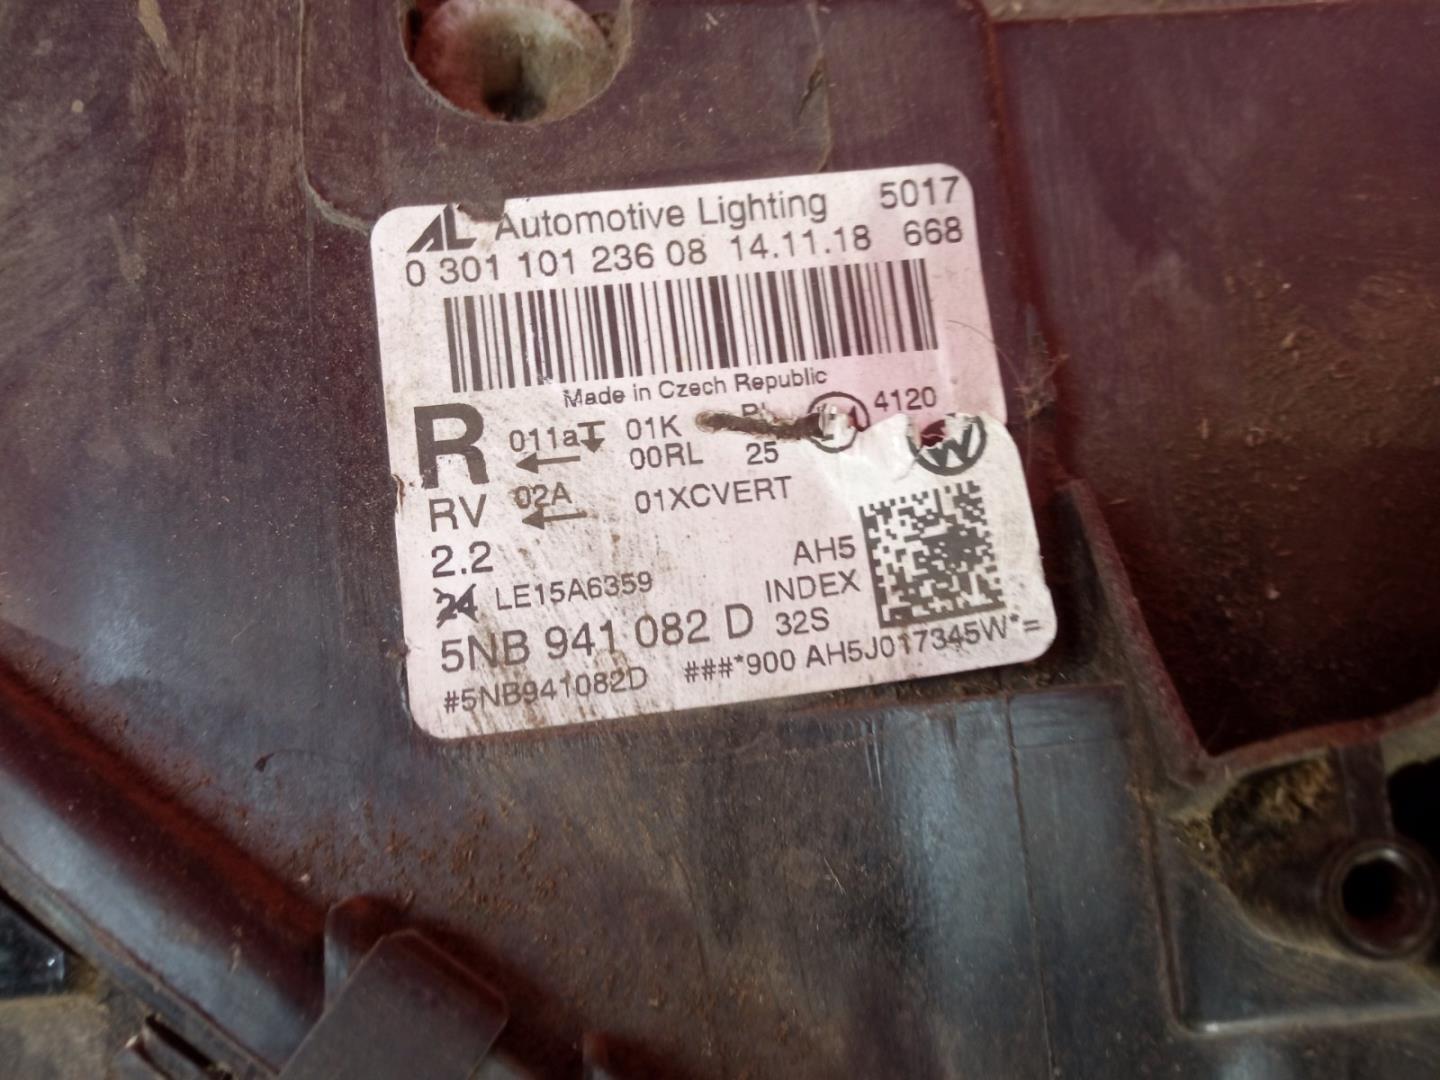 AL Automotive Lighting 5017
0 301 101 236 08 14.11.18 668
Made in Czech Republic
R 011a 01K 4120
00RL 25
RV 02A 01XCVERT
2.2 AH5
24 LE15A6359 INDEX
5NB 941 082 D 32S
#5NB941082D ###*900 AH5J017345W*=